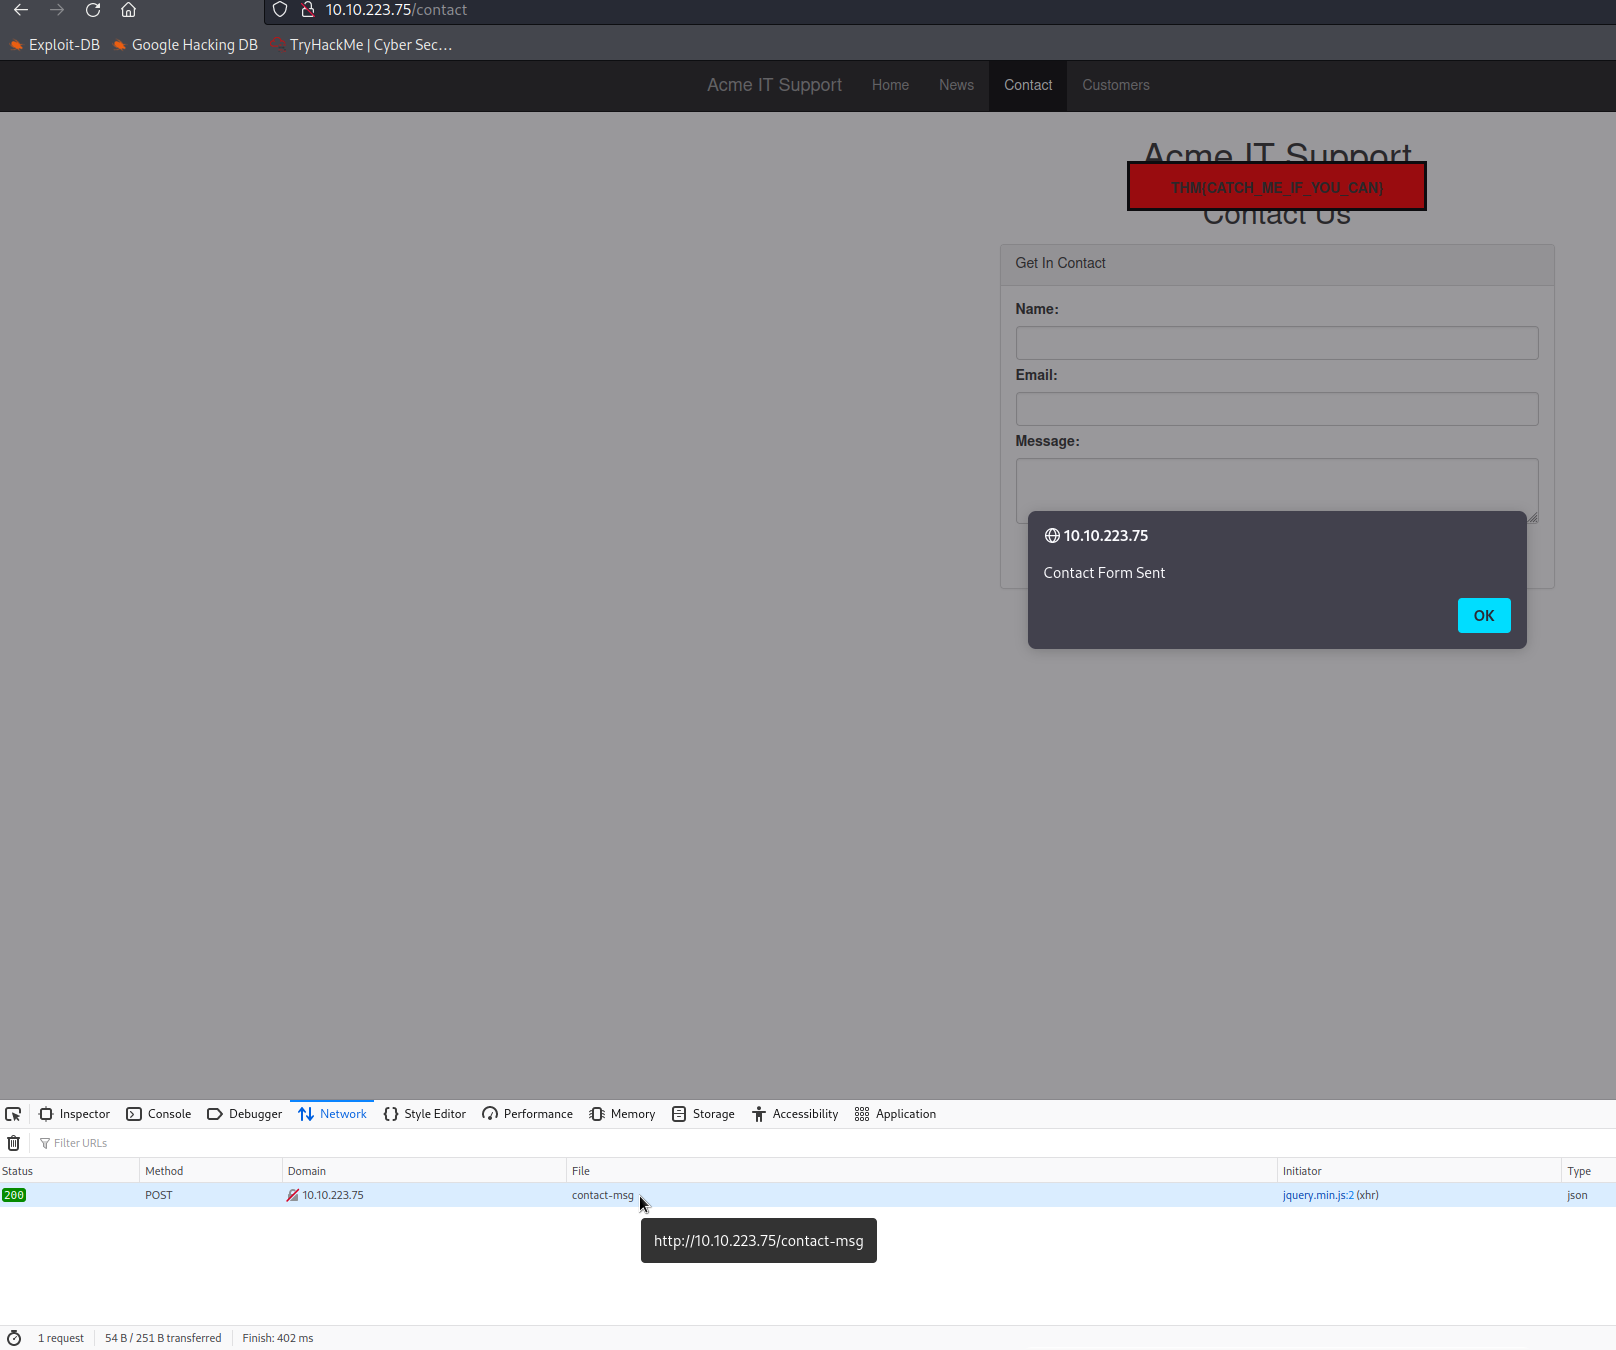 10.10.223.75/contact
Exploit-DB Google Hacking DB TryHackMe | Cyber Sec…
Acme IT Support Home News Contact Customers
Acme IT Support
THM{CATCH_ME_IF_YOU_CAN}
Contact Us
Get In Contact
Name:
Email:
Message:
10.10.223.75
Contact Form Sent
OK
Inspector Console Debugger Network Style Editor Performance Memory Storage Accessibility Application
Filter URLs
Status Method Domain File Initiator Type
200 POST 10.10.223.75 contact-msg jquery.min.js:2 (xhr) json
http://10.10.223.75/contact-msg
1 request 54 B / 251 B transferred Finish: 402 ms